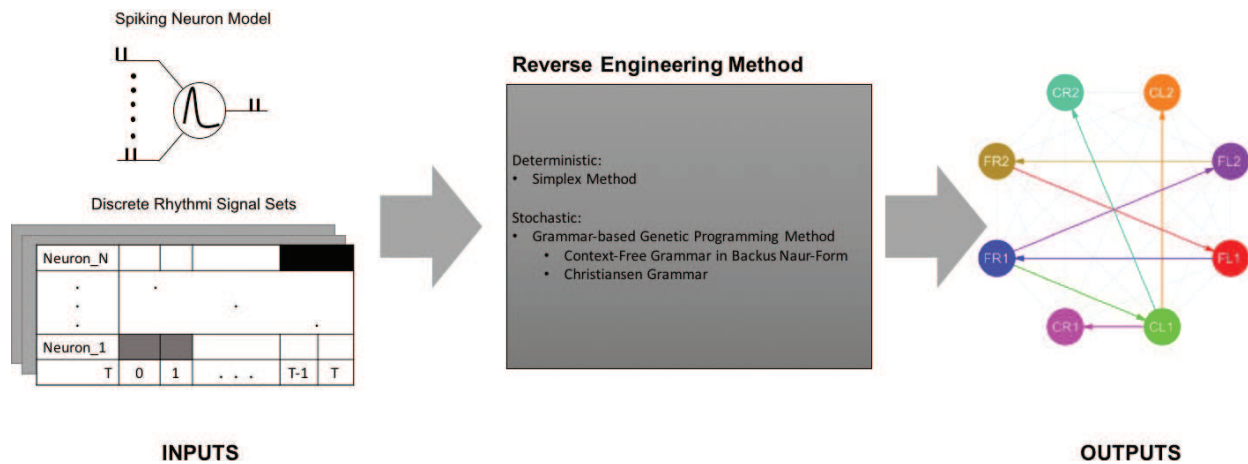 Spiking Neuron Model
Discrete Rhythmi Signal Sets
Neuron_N
Neuron_1
T 0 1 . . . T-1 T
INPUTS
Reverse Engineering Method
Deterministic:
• Simplex Method
Stochastic:
• Grammar-based Genetic Programming Method
• Context-Free Grammar in Backus Naur-Form
• Christiansen Grammar
CR2 CL2
FR2 FL2
FR1 FL1
CR1 CL1
OUTPUTS